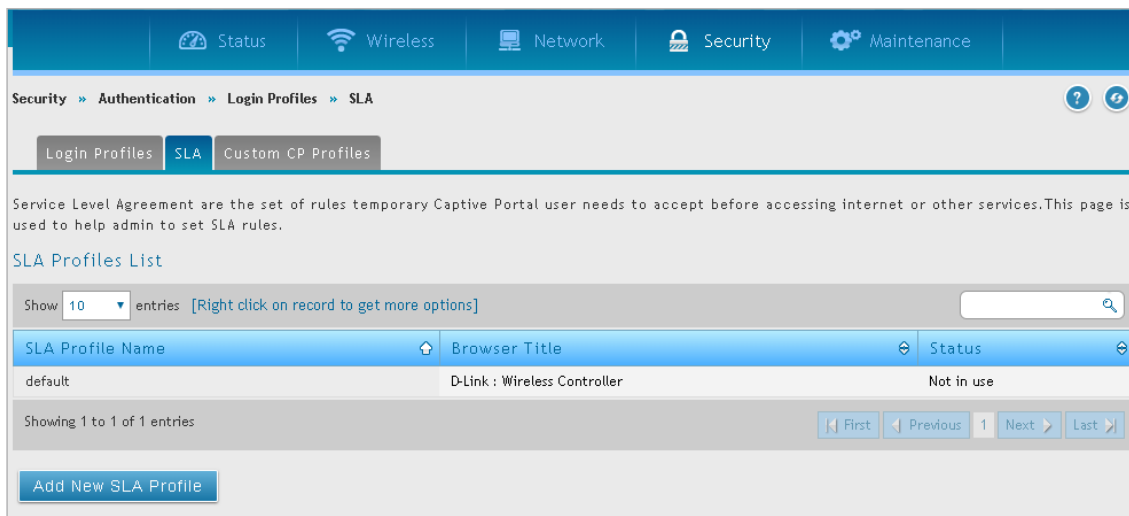 Status Wireless Network Security Maintenance
Security » Authentication » Login Profiles » SLA
Login Profiles SLA Custom CP Profiles
Service Level Agreement are the set of rules temporary Captive Portal user needs to accept before accessing internet or other services.This page is
used to help admin to set SLA rules.
SLA Profiles List
Show 10 entries [Right click on record to get more options]
SLA Profile Name Browser Title Status
default D-Link : Wireless Controller Not in use
Showing 1 to 1 of 1 entries First Previous 1 Next Last
Add New SLA Profile